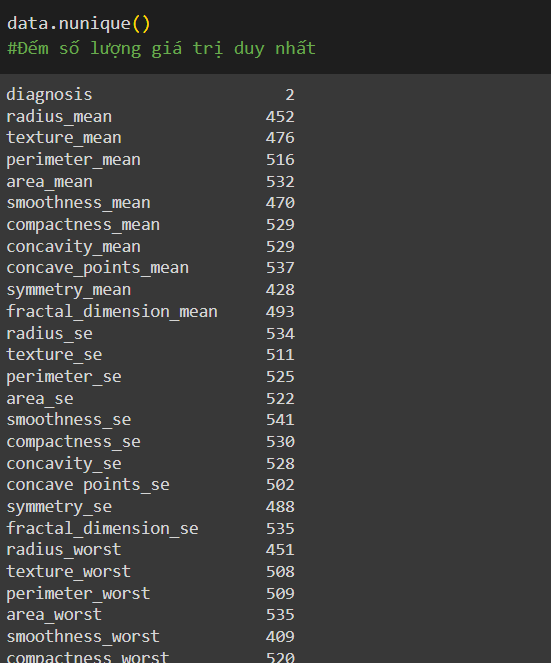 data.nunique()
#Đếm số lượng giá trị duy nhất
diagnosis 2
radius_mean 452
texture_mean 476
perimeter_mean 516
area_mean 532
smoothness_mean 470
compactness_mean 529
concavity_mean 529
concave_points_mean 537
symmetry_mean 428
fractal_dimension_mean 493
radius_se 534
texture_se 511
perimeter_se 525
area_se 522
smoothness_se 541
compactness_se 530
concavity_se 528
concave points_se 502
symmetry_se 488
fractal_dimension_se 535
radius_worst 451
texture_worst 508
perimeter_worst 509
area_worst 535
smoothness_worst 409
compactness_worst 520